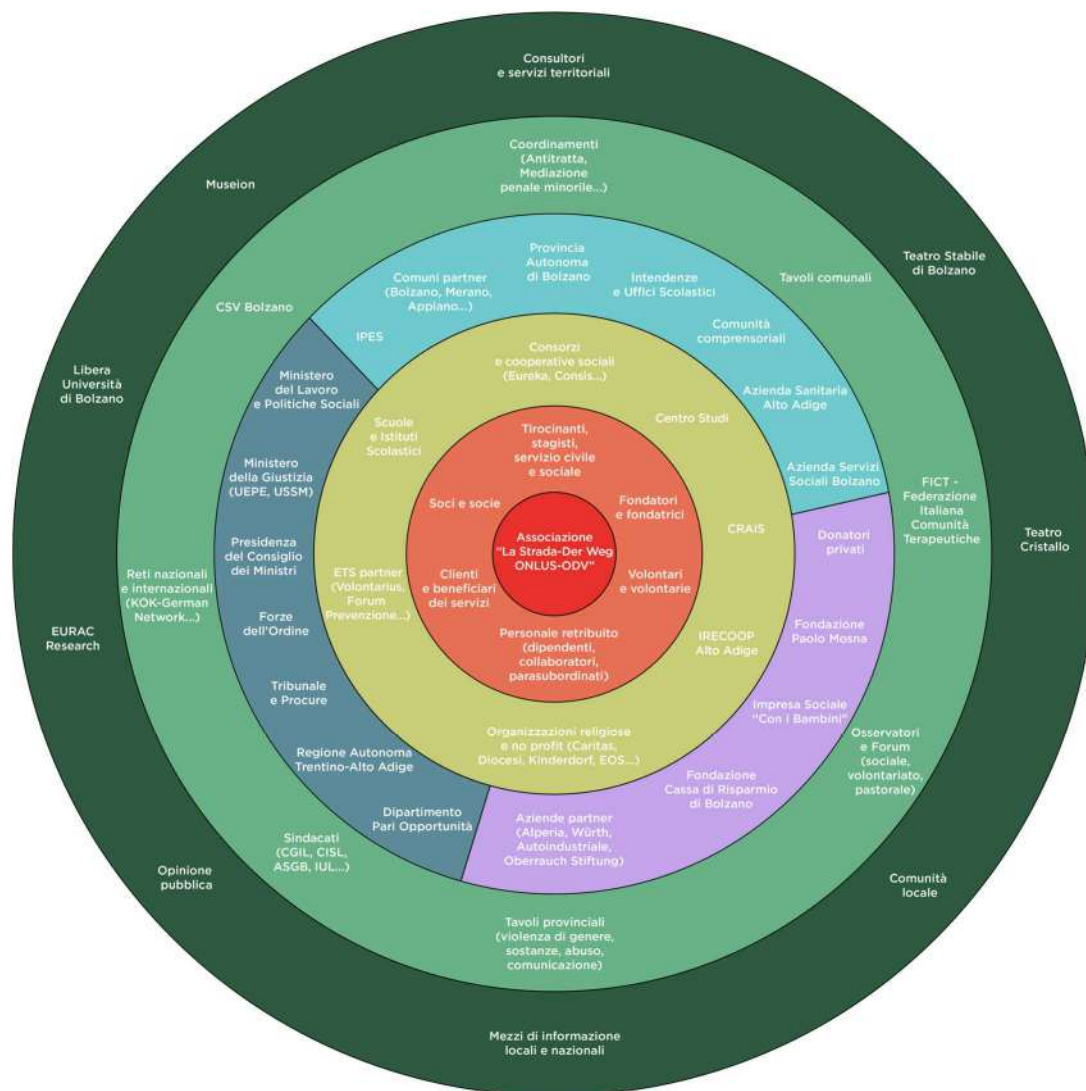 Consultori
e servizi territoriali
Museion
Teatro Stabile
di Bolzano
Libera
Università
di Bolzano
Teatro
Cristallo
EURAC
Research
Opinione
pubblica
Comunità
locale
Mezzi di informazione
locali e nazionali
Coordinamenti
(Antitratta,
Mediazione
penale minorile...)
Tavoli comunali
CSV Bolzano
FICT -
Federazione
Italiana
Comunità
Terapeutiche
Reti nazionali
e internazionali
(KOK-German
Network...)
Osservatori
e Forum
(sociale,
volontariato,
pastorale)
Sindacati
(CGIL, CISL,
ASGB, IUL...)
Tavoli provinciali
(violenza di genere,
sostanze, abuso,
comunicazione)
Provincia
Autonoma
di Bolzano
Comuni partner
(Bolzano, Merano,
Appiano...)
Intendenze
e Uffici Scolastici
IPES
Comunità
comprensoriali
Azienda Sanitaria
Alto Adige
Azienda Servizi
Sociali Bolzano
Ministero
del Lavoro
e Politiche Sociali
Ministero
della Giustizia
(UEPE, USSM)
Presidenza
del Consiglio
dei Ministri
Forze
dell'Ordine
Tribunale
e Procure
Regione Autonoma
Trentino-Alto Adige
Dipartimento
Pari Opportunità
Donatori
privati
Fondazione
Paolo Mosna
Impresa Sociale
"Con i Bambini"
Fondazione
Cassa di Risparmio
di Bolzano
Aziende partner
(Alperia, Würth,
Autoindustriale,
Oberrauch Stiftung)
Consorzi
e cooperative sociali
(Eureka, Consis...)
Scuole
e Istituti
Scolastici
Centro Studi
CRAIS
ETS partner
(Volontarius,
Forum
Prevenzione...)
IRECOOP
Alto Adige
Organizzazioni religiose
e no profit (Caritas,
Diocesi, Kinderdorf, EOS...)
Tirocinanti,
stagisti,
servizio civile
e sociale
Soci e socie
Fondatori
e fondatrici
Clienti
e beneficiari
dei servizi
Volontari
e volontarie
Personale retribuito
(dipendenti,
collaboratori,
parasubordinati)
Associazione
"La Strada-Der Weg
ONLUS-ODV"